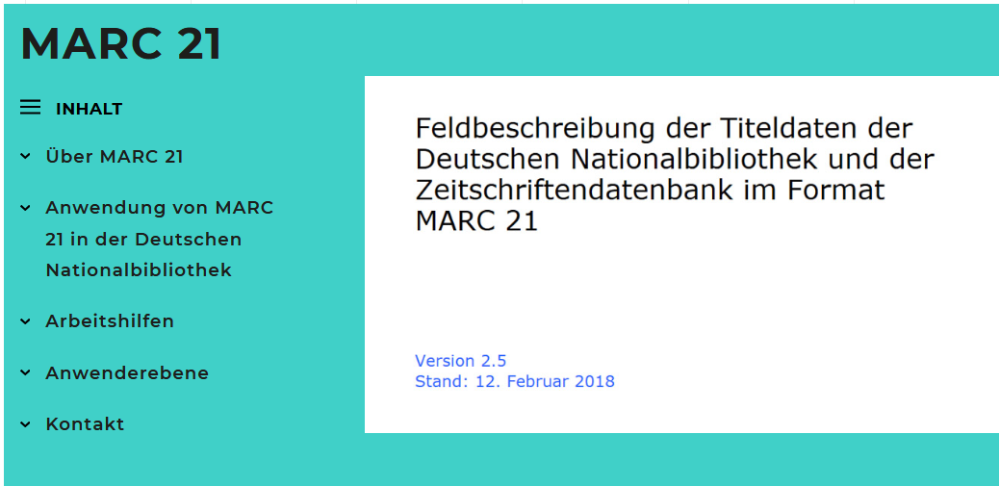 MARC 21
INHALT
Über MARC 21
Anwendung von MARC
21 in der Deutschen
Nationalbibliothek
Arbeitshilfen
Anwenderebene
Kontakt
Feldbeschreibung der Titeldaten der
Deutschen Nationalbibliothek und der
Zeitschriftendatenbank im Format
MARC 21
Version 2.5
Stand: 12. Februar 2018